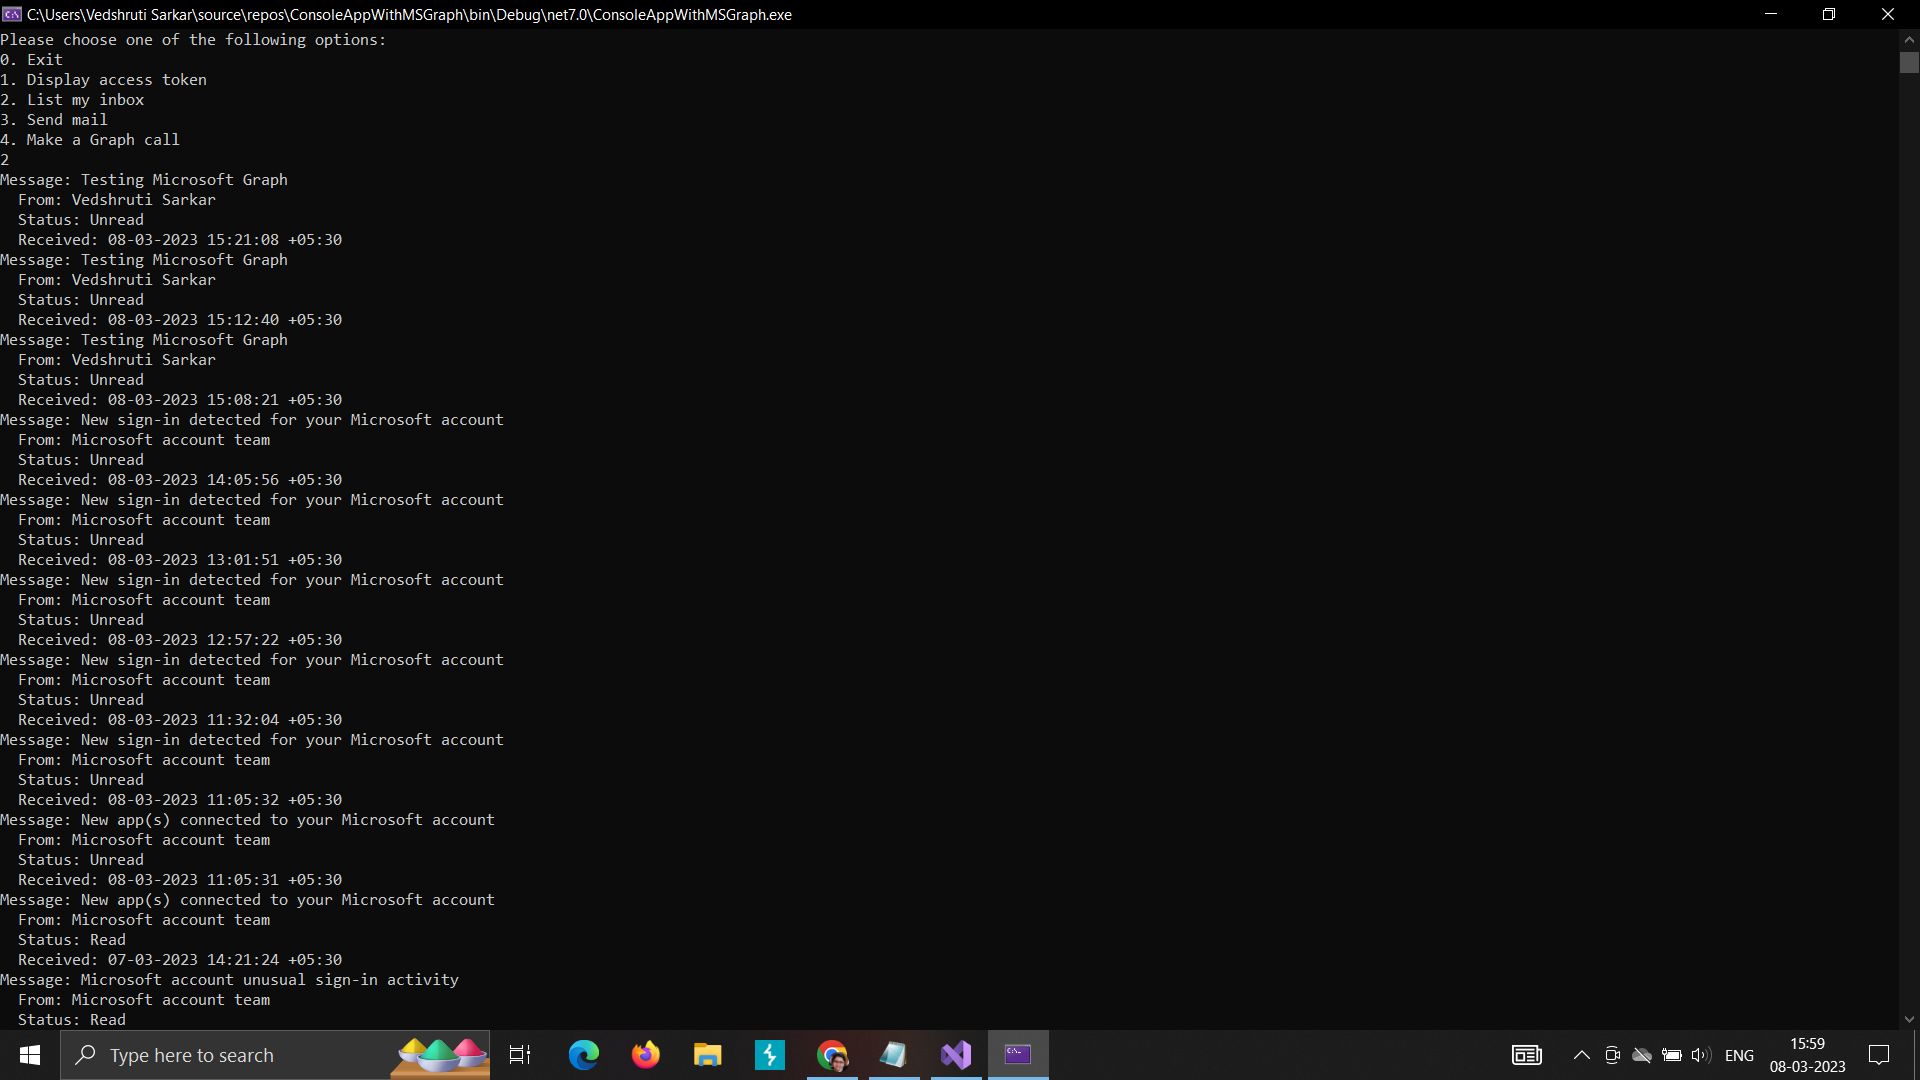 C:\Users\Vedshruti Sarkar\source\repos\ConsoleAppWithMSGraph\bin\Debug\net7.0\ConsoleAppWithMSGraph.exe
Please choose one of the following options:
0. Exit
1. Display access token
2. List my inbox
3. Send mail
4. Make a Graph call
2
Message: Testing Microsoft Graph
  From: Vedshruti Sarkar
  Status: Unread
  Received: 08-03-2023 15:21:08 +05:30
Message: Testing Microsoft Graph
  From: Vedshruti Sarkar
  Status: Unread
  Received: 08-03-2023 15:12:40 +05:30
Message: Testing Microsoft Graph
  From: Vedshruti Sarkar
  Status: Unread
  Received: 08-03-2023 15:08:21 +05:30
Message: New sign-in detected for your Microsoft account
  From: Microsoft account team
  Status: Unread
  Received: 08-03-2023 14:05:56 +05:30
Message: New sign-in detected for your Microsoft account
  From: Microsoft account team
  Status: Unread
  Received: 08-03-2023 13:01:51 +05:30
Message: New sign-in detected for your Microsoft account
  From: Microsoft account team
  Status: Unread
  Received: 08-03-2023 12:57:22 +05:30
Message: New sign-in detected for your Microsoft account
  From: Microsoft account team
  Status: Unread
  Received: 08-03-2023 11:32:04 +05:30
Message: New sign-in detected for your Microsoft account
  From: Microsoft account team
  Status: Unread
  Received: 08-03-2023 11:05:32 +05:30
Message: New app(s) connected to your Microsoft account
  From: Microsoft account team
  Status: Unread
  Received: 08-03-2023 11:05:31 +05:30
Message: New app(s) connected to your Microsoft account
  From: Microsoft account team
  Status: Read
  Received: 07-03-2023 14:21:24 +05:30
Message: Microsoft account unusual sign-in activity
  From: Microsoft account team
  Status: Read
Type here to search
ENG
15:59
08-03-2023